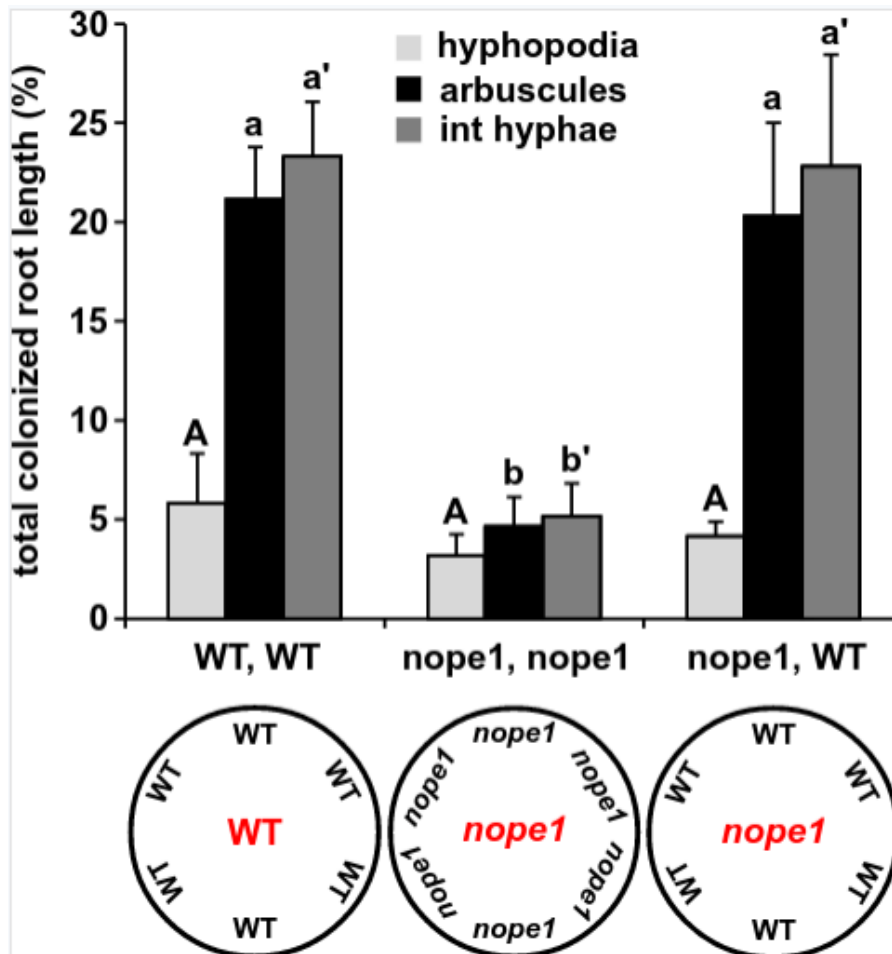 total colonized root length (%)
30
25
20
15
10
5
0
hyphopodia
arbuscules
int hyphae
A
a
a'
A
b
b'
A
a
a'
WT, WT
nope1, nope1
nope1, WT
WT
WT
WT
WT
WT
WT
WT
nope1
nope1
nope1
nope1
nope1
nope1
nope1
WT
WT
WT
nope1
WT
WT
WT